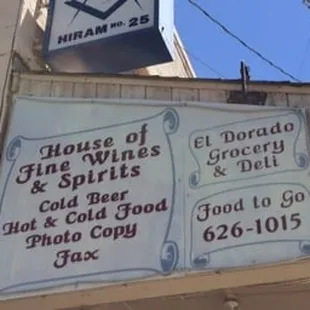 HIRAM NO. 25
House of
Fine Wines
& Spirits
Cold Beer
Hot & Cold Food
Photo Copy
Fax
El Dorado
Grocery
& Deli
Food to Go
626-1015